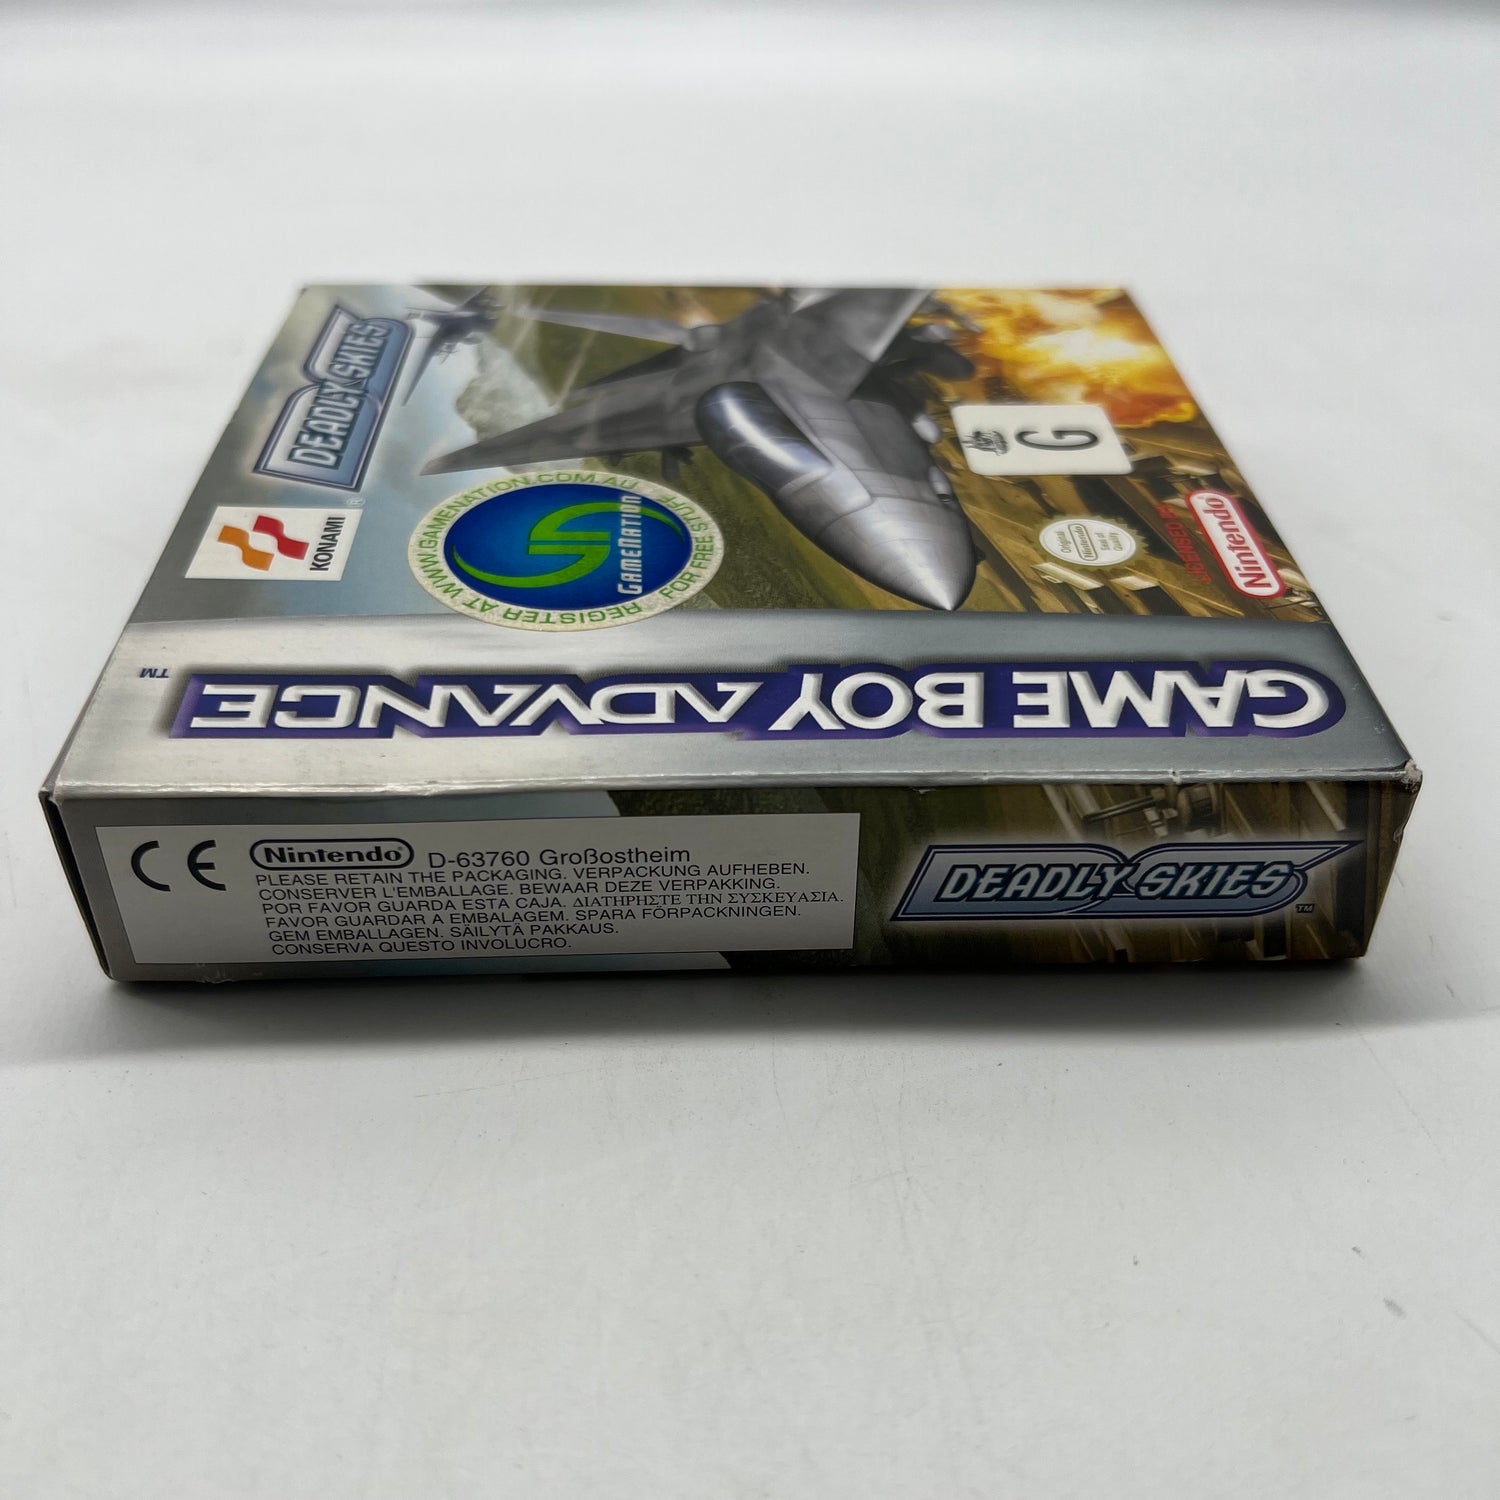 DEADLY SKIES
®
KONAMI
REGISTER AT WWW.GAMENATION.COM.AU
FOR FREE STUFF
GN
GAMENATION
G
Original
Nintendo
Seal of
Quality
LICENSED BY
Nintendo
GAME BOY ADVANCE
TM
CE
Nintendo D-63760 Großostheim
PLEASE RETAIN THE PACKAGING. VERPACKUNG AUFHEBEN.
CONSERVER L'EMBALLAGE. BEWAAR DEZE VERPAKKING.
POR FAVOR GUARDA ESTA CAJA. ΔΙΑΤΗΡΗΣΤΕ ΤΗΝ ΣΥΣΚΕΥΑΣΙΑ.
FAVOR GUARDAR A EMBALAGEM. SPARA FÖRPACKNINGEN.
GEM EMBALLAGEN. SÄILYTÄ PAKKAUS.
CONSERVA QUESTO INVOLUCRO.
DEADLY SKIES
TM